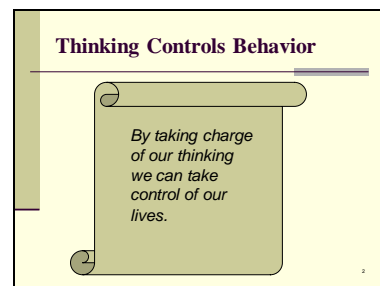 Thinking Controls Behavior
By taking charge
of our thinking
we can take
control of our
lives.
2